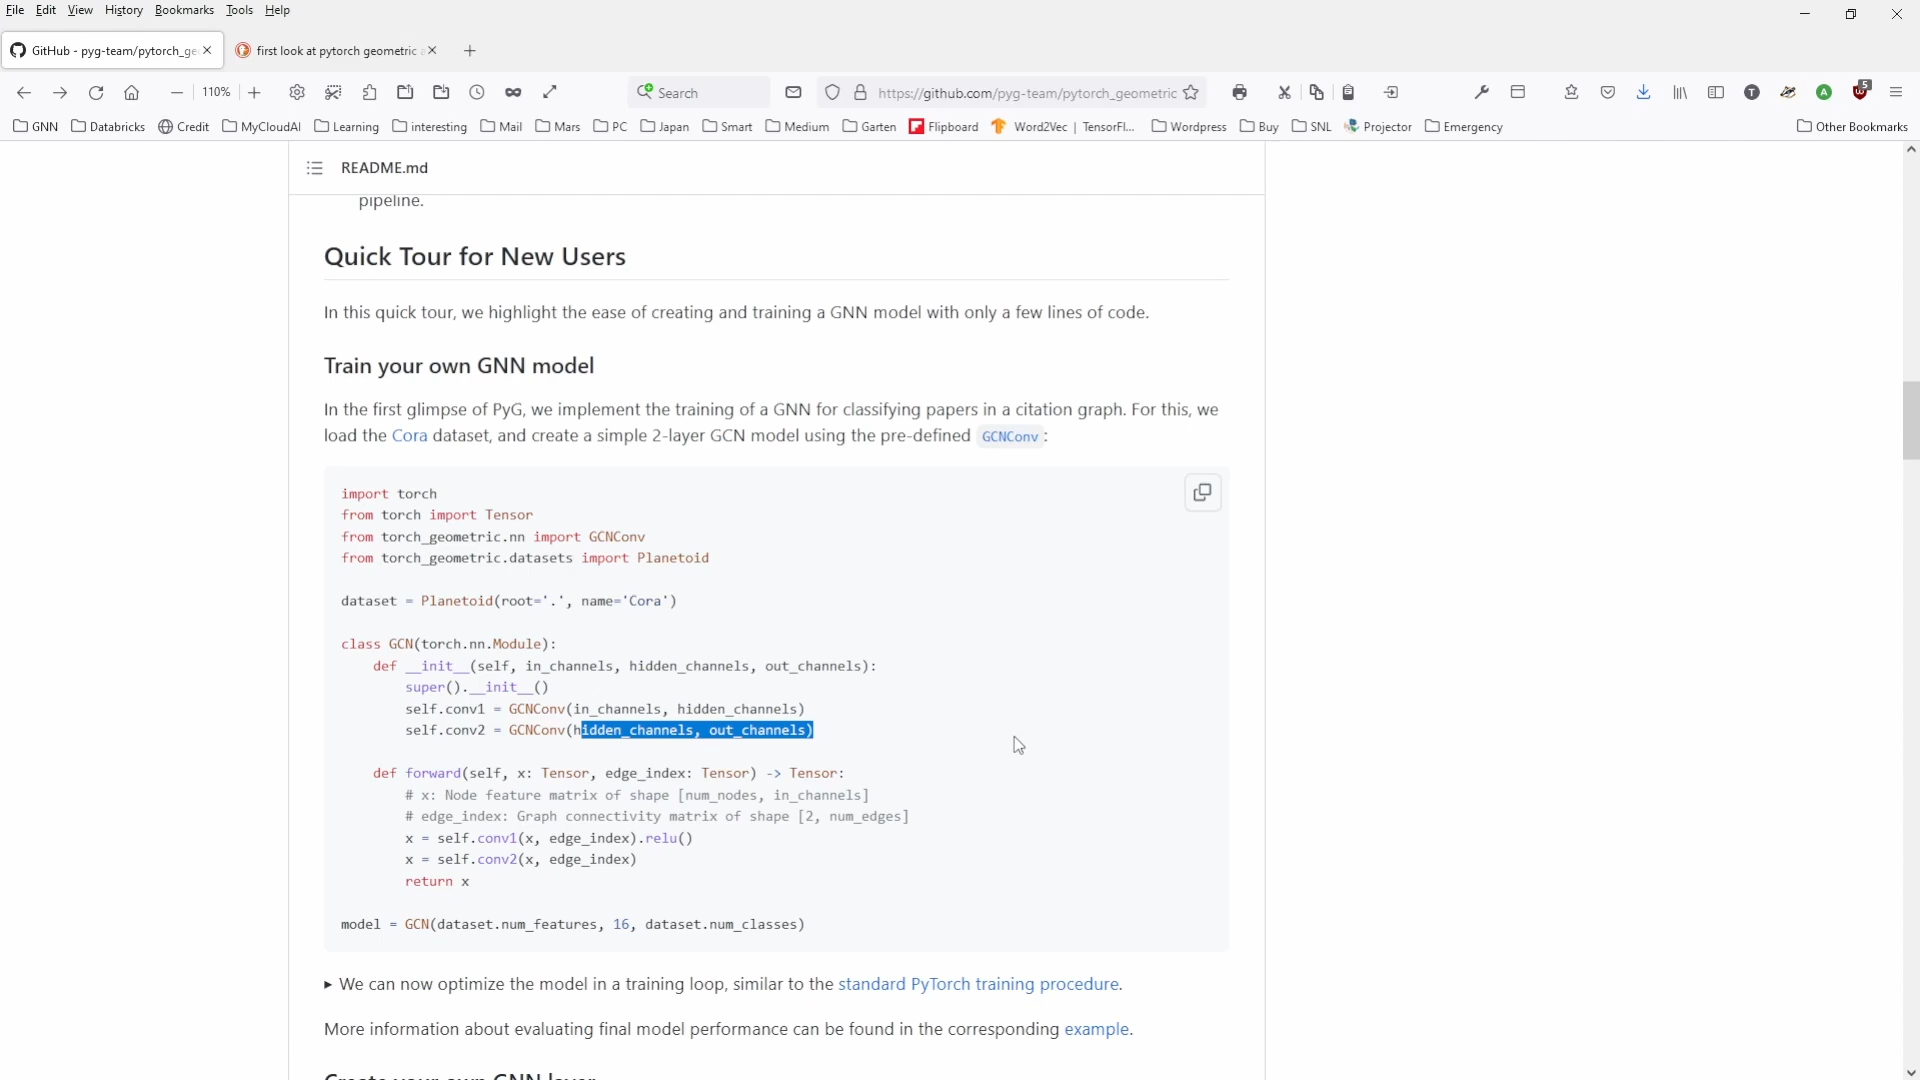 File Edit View History Bookmarks Tools Help
GitHub - pyg-team/pytorch_ge
first look at pytorch geometric
110%
Search
https://github.com/pyg-team/pytorch_geometric
T
A
5
GNN Databricks Credit MyCloudAI Learning interesting Mail Mars PC Japan Smart Medium Garten Flipboard Word2Vec | TensorFl... Wordpress Buy SNL Projector Emergency Other Bookmarks
README.md
pipeline.
Quick Tour for New Users
In this quick tour, we highlight the ease of creating and training a GNN model with only a few lines of code.
Train your own GNN model
In the first glimpse of PyG, we implement the training of a GNN for classifying papers in a citation graph. For this, we
load the Cora dataset, and create a simple 2-layer GCN model using the pre-defined GCNConv :
import torch
from torch import Tensor
from torch_geometric.nn import GCNConv
from torch_geometric.datasets import Planetoid
dataset = Planetoid(root='.', name='Cora')
class GCN(torch.nn.Module):
def __init__(self, in_channels, hidden_channels, out_channels):
super().__init__()
self.conv1 = GCNConv(in_channels, hidden_channels)
self.conv2 = GCNConv(hidden_channels, out_channels)
def forward(self, x: Tensor, edge_index: Tensor) -> Tensor:
# x: Node feature matrix of shape [num_nodes, in_channels]
# edge_index: Graph connectivity matrix of shape [2, num_edges]
x = self.conv1(x, edge_index).relu()
x = self.conv2(x, edge_index)
return x
model = GCN(dataset.num_features, 16, dataset.num_classes)
We can now optimize the model in a training loop, similar to the standard PyTorch training procedure.
More information about evaluating final model performance can be found in the corresponding example.
Create your own GNN layer